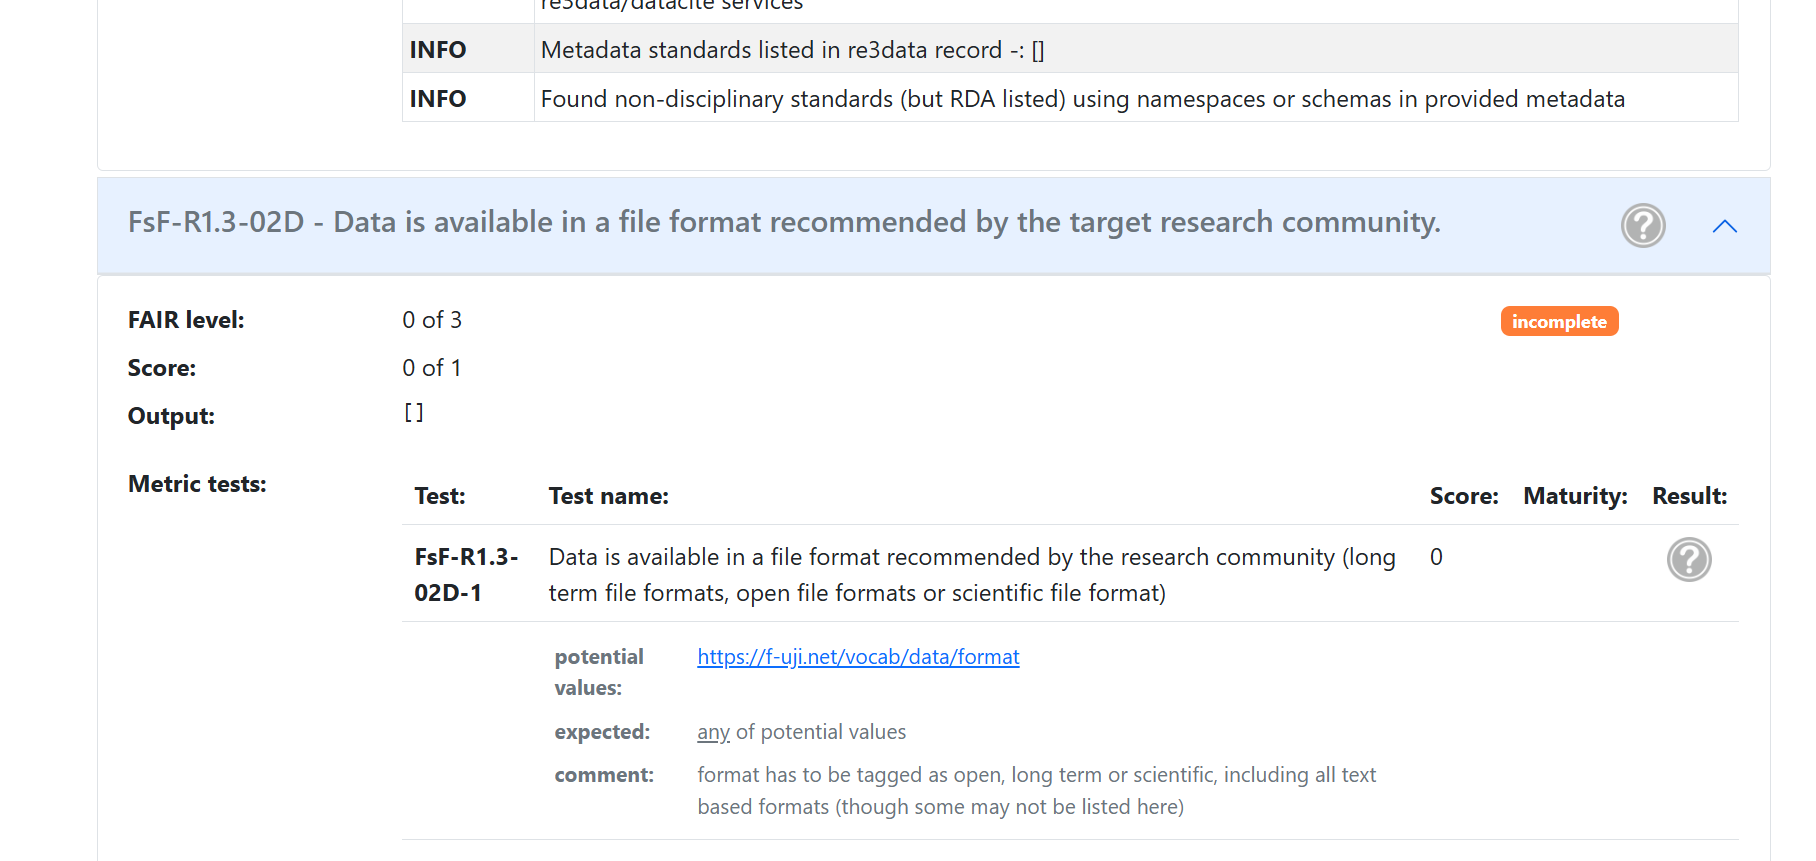 re3data/datacite services
INFO Metadata standards listed in re3data record -: []
INFO Found non-disciplinary standards (but RDA listed) using namespaces or schemas in provided metadata
FsF-R1.3-02D - Data is available in a file format recommended by the target research community.
FAIR level: 0 of 3 incomplete
Score: 0 of 1
Output: []
Metric tests:
Test: Test name: Score: Maturity: Result:
FsF-R1.3- Data is available in a file format recommended by the research community (long 0
02D-1 term file formats, open file formats or scientific file format)
potential https://f-uji.net/vocab/data/format
values:
expected: any of potential values
comment: format has to be tagged as open, long term or scientific, including all text
based formats (though some may not be listed here)